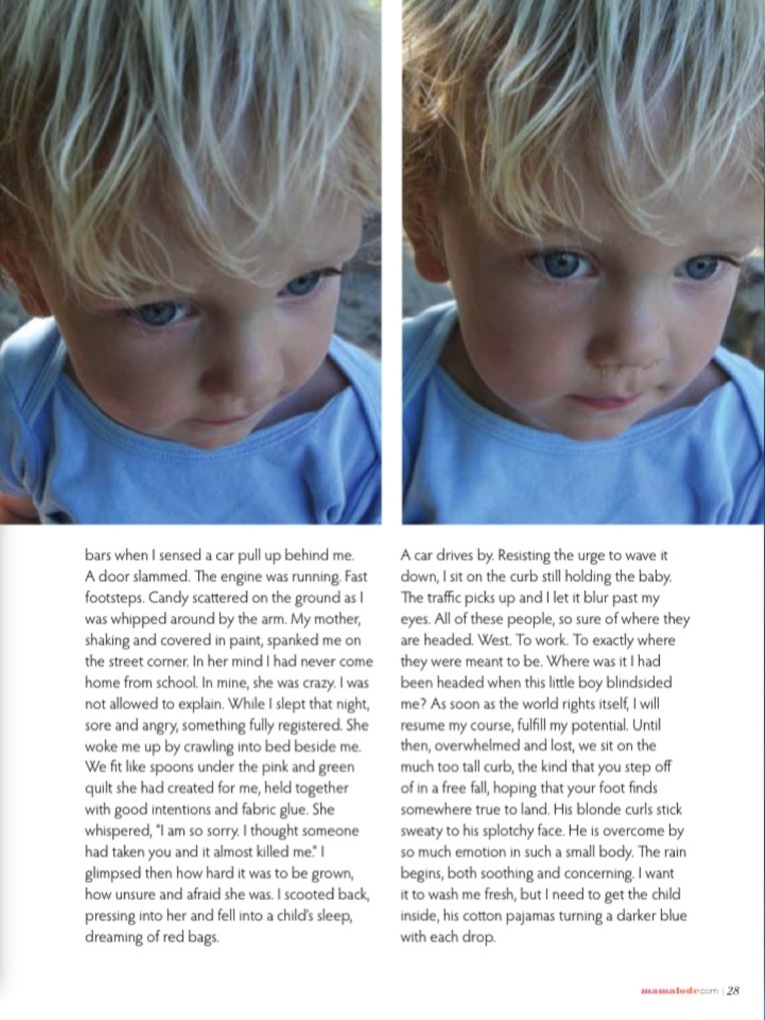 bars when I sensed a car pull up behind me.
A door slammed. The engine was running. Fast
footsteps. Candy scattered on the ground as I
was whipped around by the arm. My mother,
shaking and covered in paint, spanked me on
the street corner. In her mind I had never come
home from school. In mine, she was crazy. I was
not allowed to explain. While I slept that night,
sore and angry, something fully registered. She
woke me up by crawling into bed beside me.
We fit like spoons under the pink and green
quilt she had created for me, held together
with good intentions and fabric glue. She
whispered, "I am so sorry. I thought someone
had taken you and it almost killed me." I
glimpsed then how hard it was to be grown,
how unsure and afraid she was. I scooted back,
pressing into her and fell into a child's sleep,
dreaming of red bags.
A car drives by. Resisting the urge to wave it
down, I sit on the curb still holding the baby.
The traffic picks up and I let it blur past my
eyes. All of these people, so sure of where they
are headed. West. To work. To exactly where
they were meant to be. Where was it I had
been headed when this little boy blindsided
me? As soon as the world rights itself, I will
resume my course, fulfill my potential. Until
then, overwhelmed and lost, we sit on the
much too tall curb, the kind that you step off
of in a free fall, hoping that your foot finds
somewhere true to land. His blonde curls stick
sweaty to his splotchy face. He is overcome by
so much emotion in such a small body. The rain
begins, both soothing and concerning. I want
it to wash me fresh, but I need to get the child
inside, his cotton pajamas turning a darker blue
with each drop.
mamalode.com | 28